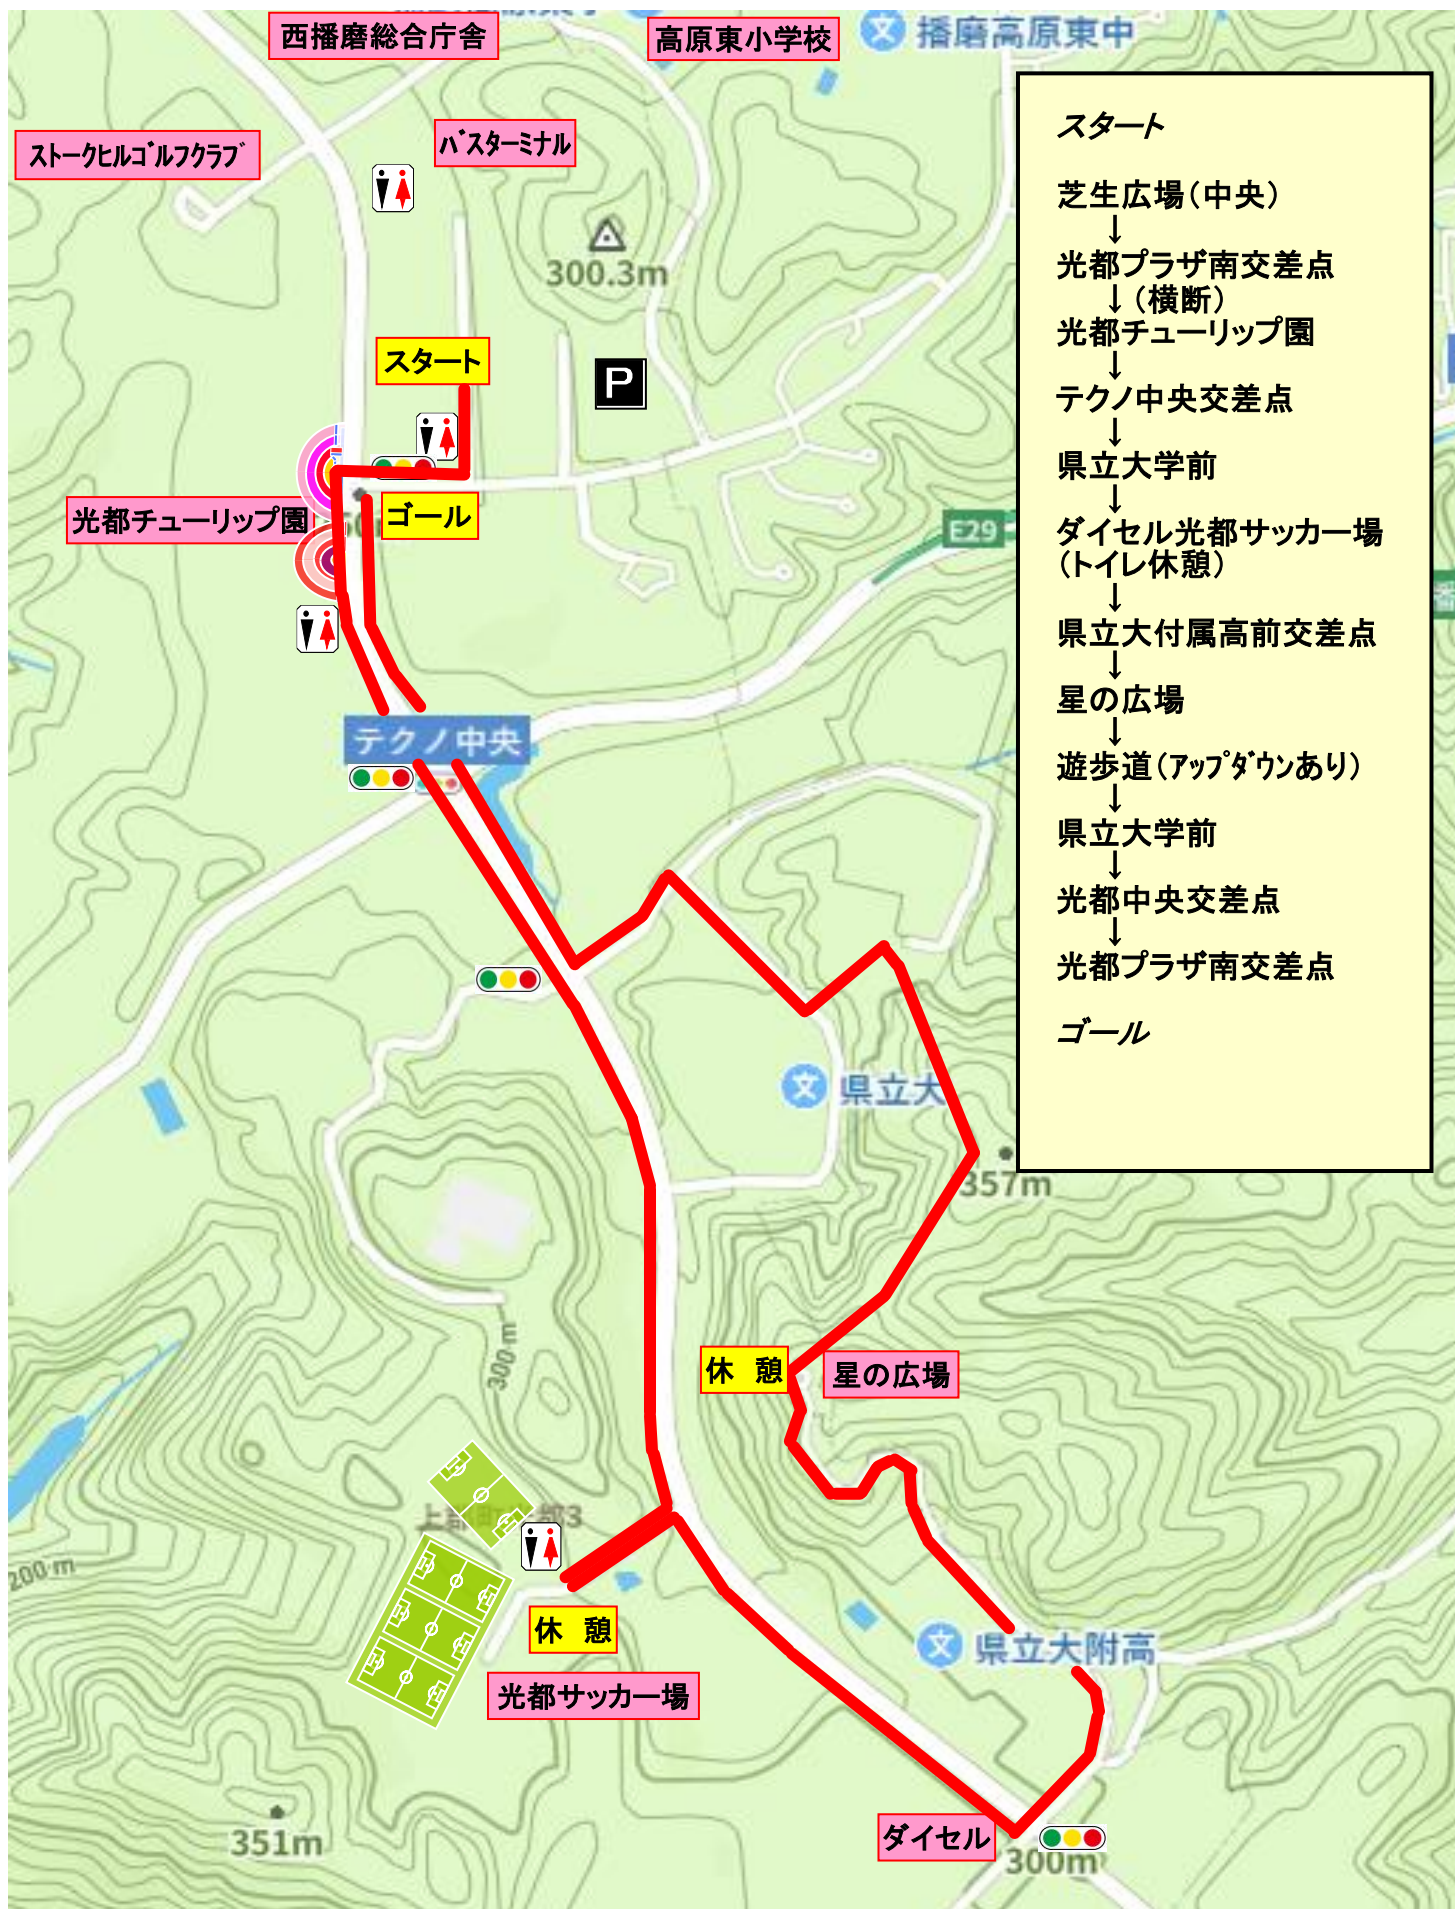 西播磨総合庁舎
高原東小学校
播磨高原東中
ストークヒルゴルフクラブ
バスターミナル
300.3m
スタート
P
光都チューリップ園
ゴール
E29
テクノ中央
県立大
357m
300m
休 憩
星の広場
上郡町光都3
200m
休 憩
県立大附高
光都サッカー場
351m
ダイセル
300m
スタート
芝生広場(中央)
↓
光都プラザ南交差点
↓(横断)
光都チューリップ園
↓
テクノ中央交差点
↓
県立大学前
↓
ダイセル光都サッカー場
(トイレ休憩)
↓
県立大付属高前交差点
↓
星の広場
↓
遊歩道(アップダウンあり)
↓
県立大学前
↓
光都中央交差点
↓
光都プラザ南交差点
ゴール